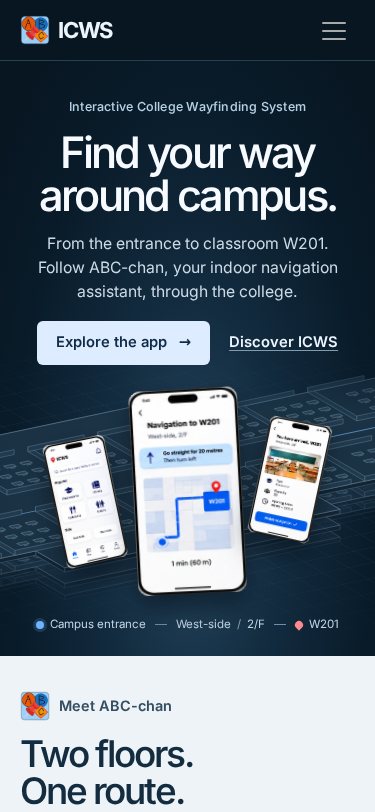 ICWS
Interactive College Wayfinding System
Find your way
around campus.
From the entrance to classroom W201.
Follow ABC-chan, your indoor navigation
assistant, through the college.
Explore the app →
Discover ICWS
ICWS
Navigation to W201
West-side, 2/F
Go straight for 20 metres
Then turn left
W201
1 min (60 m)
Campus entrance — West-side / 2/F — W201
Meet ABC-chan
Two floors.
One route.